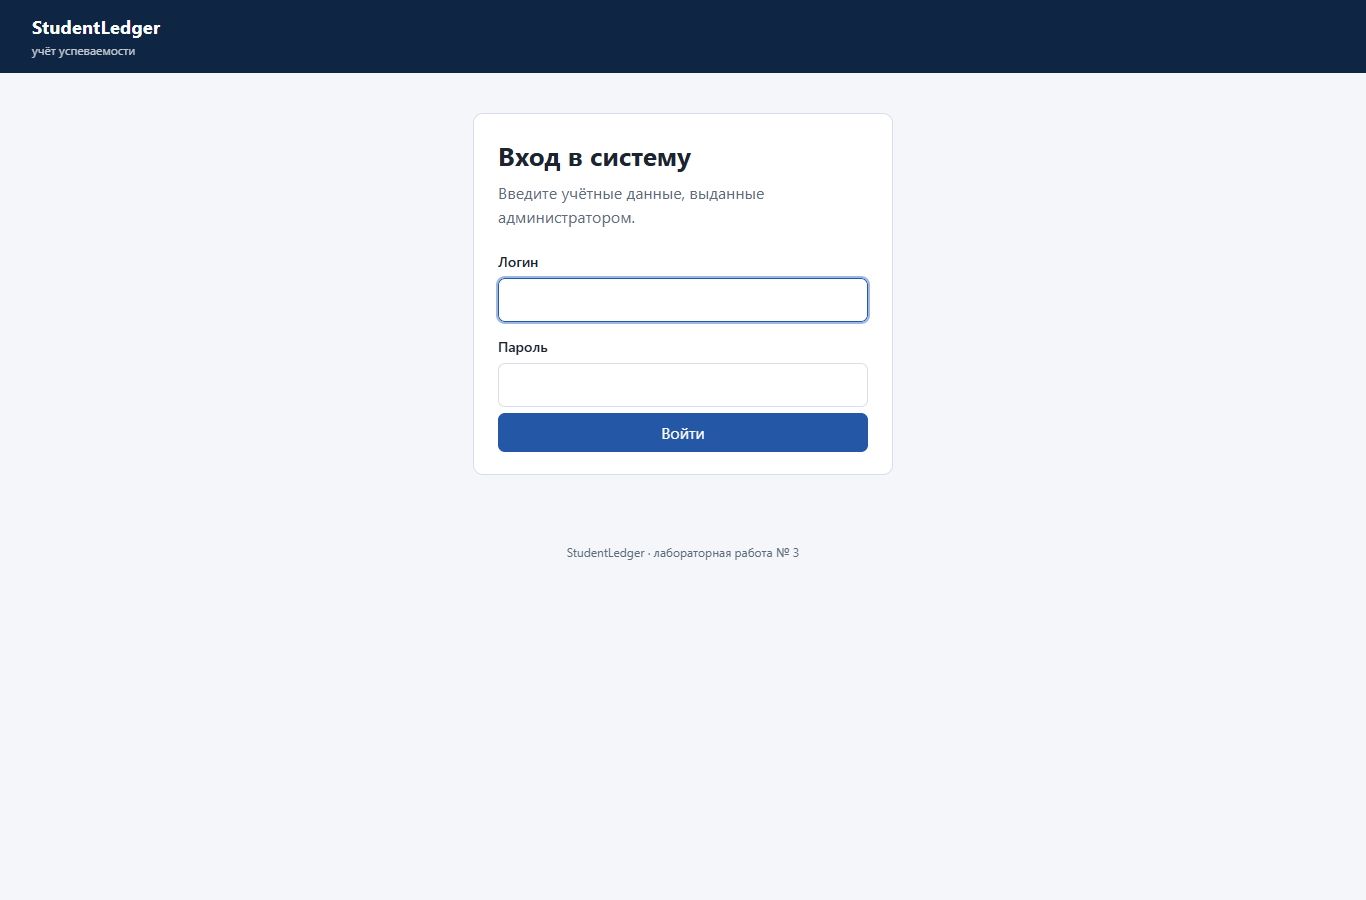 StudentLedger
учёт успеваемости
Вход в систему
Введите учётные данные, выданные
администратором.
Логин
Пароль
Войти
StudentLedger · лабораторная работа № 3